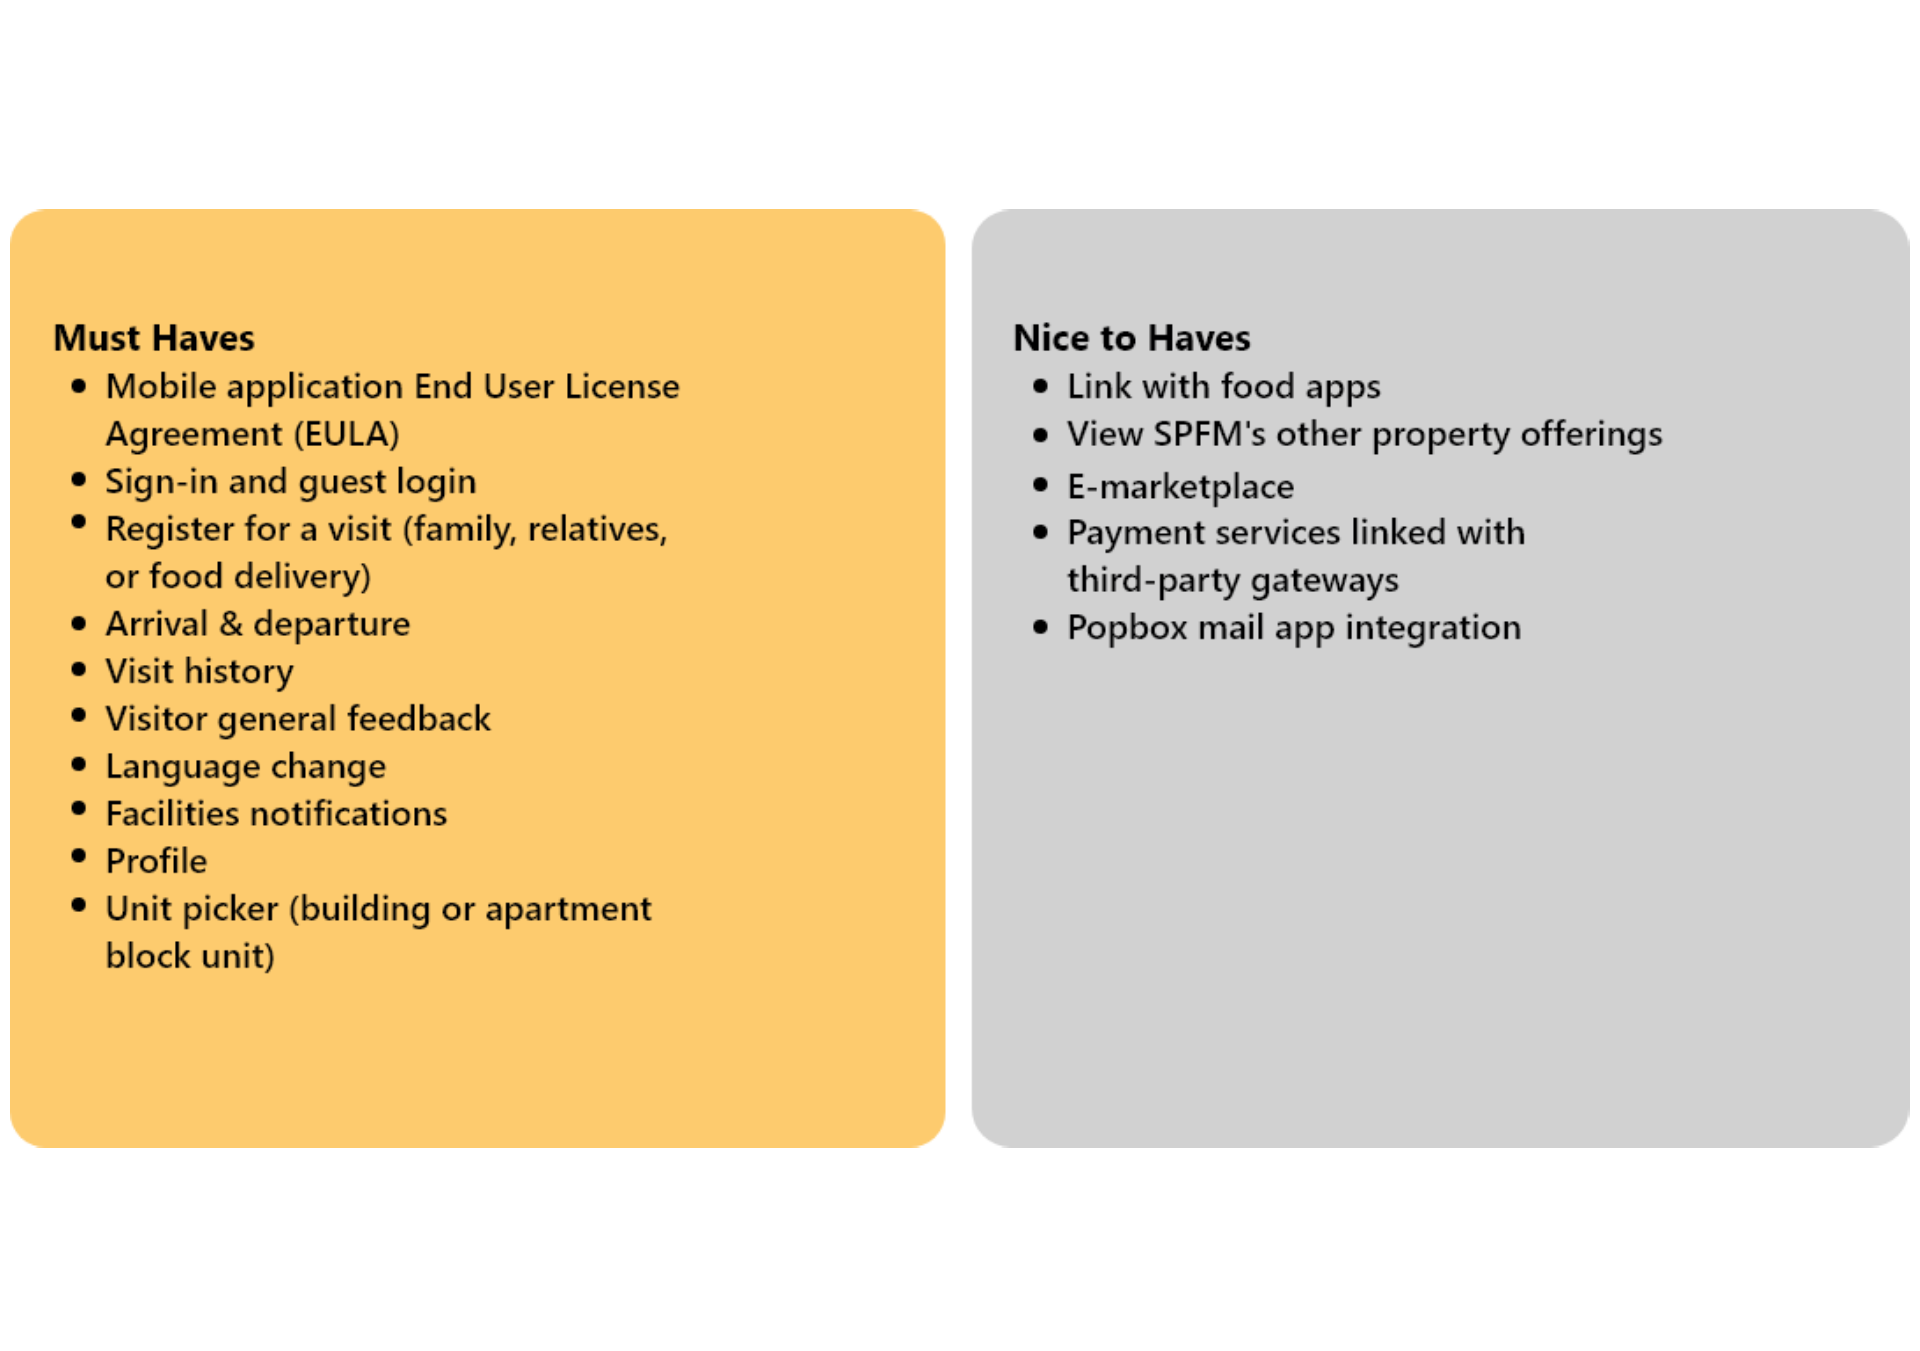 Must Haves
• Mobile application End User License
Agreement (EULA)
• Sign-in and guest login
• Register for a visit (family, relatives,
or food delivery)
• Arrival & departure
• Visit history
• Visitor general feedback
• Language change
• Facilities notifications
• Profile
• Unit picker (building or apartment
block unit)
Nice to Haves
• Link with food apps
• View SPFM's other property offerings
• E-marketplace
• Payment services linked with
third-party gateways
• Popbox mail app integration